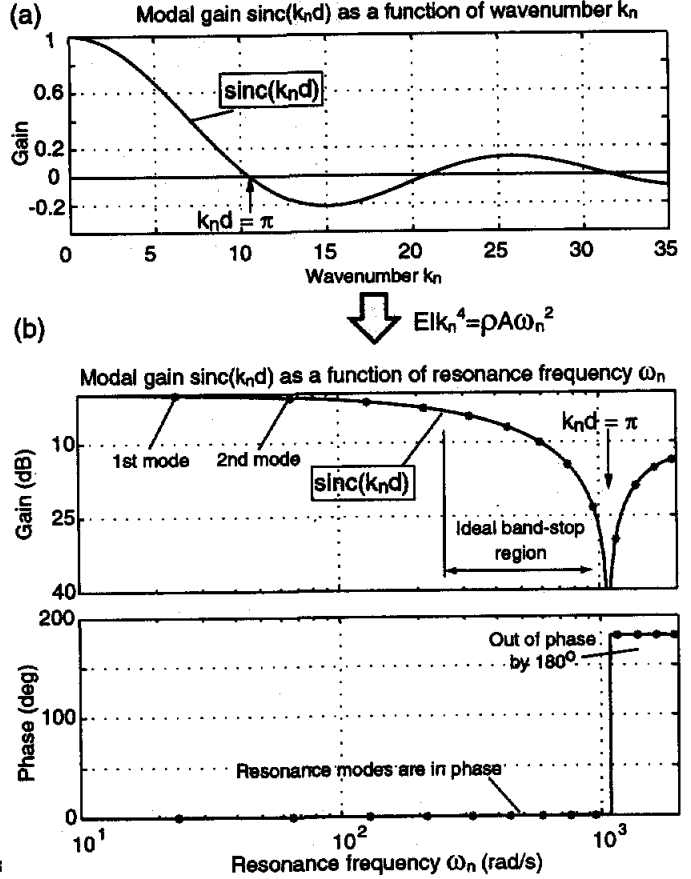 (a) Modal gain sinc(kₙd) as a function of wavenumber kₙ
1
0.6
0.2
0
-0.2
Gain
sinc(kₙd)
kₙd = π
0 5 10 15 20 25 30 35
Wavenumber kₙ
EIkₙ⁴=ρAωₙ²
(b)
Modal gain sinc(kₙd) as a function of resonance frequency ωₙ
10
25
40
Gain (dB)
1st mode
2nd mode
sinc(kₙd)
kₙd = π
Ideal band-stop
region
200
100
0
Phase (deg)
Out of phase
by 180⁰
Resonance modes are in phase
10¹ 10² 10³
Resonance frequency ωₙ (rad/s)